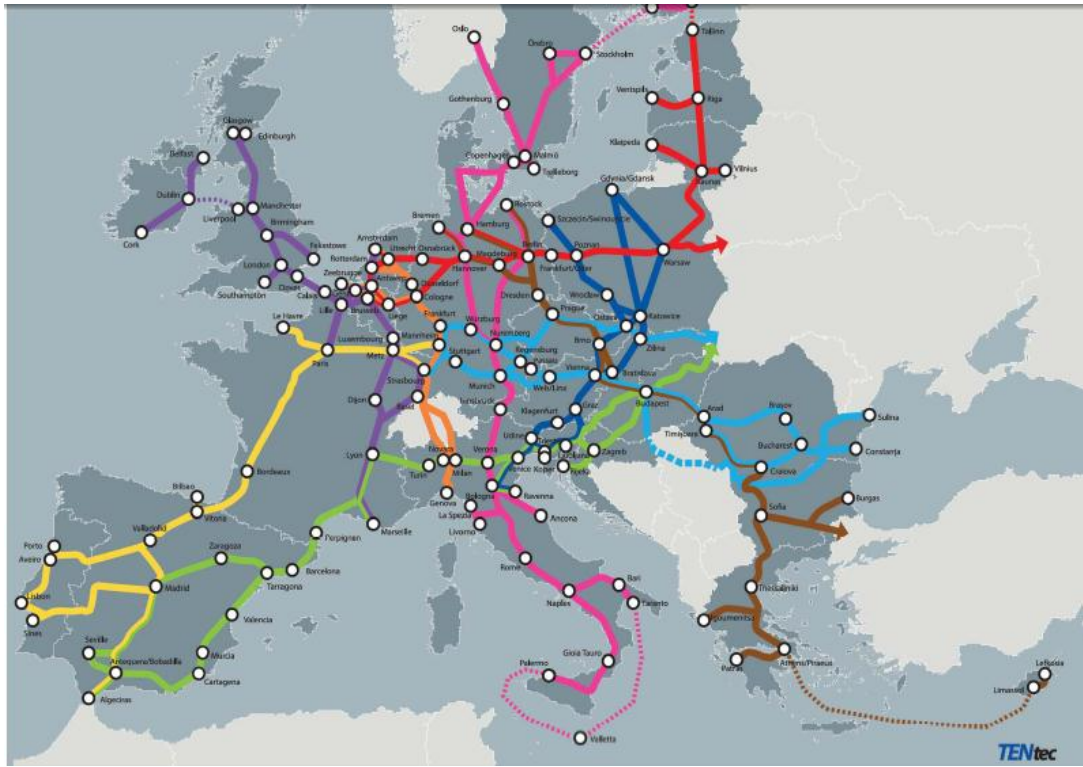 Oslo
Örebro
Stockholm
Tallinn
Ventspils
Riga
Gothenburg
Glasgow
Edinburgh
Klaipeda
Belfast
Copenhagen
Malmö
Trelleborg
Vilnius
Kaunas
Gdynia/Gdansk
Dublin
Liverpool
Manchester
Rostock
Bremen
Hamburg
Szczecin/Swinoujscie
Birmingham
Cork
Felixstowe
Amsterdam
Rotterdam
Utrecht
Osnabrück
Magdeburg
Berlin
Poznan
London
Zeebrugge
Antwerp
Hannover
Frankfurt/Oder
Warsaw
Southampton
Dover
Calais
Düsseldorf
Cologne
Dresden
Wroclaw
Lille
Brussels
Liège
Prague
Katowice
Le Havre
Frankfurt
Würzburg
Ostrava
Luxembourg
Mannheim
Nuremberg
Brno
Zilina
Paris
Metz
Stuttgart
Regensburg
Passau
Strasbourg
Vienna
Bratislava
Munich
Wels/Linz
Dijon
Basel
Innsbruck
Graz
Budapest
Arad
Brasov
Sulina
Klagenfurt
Timişoara
Udine
Bucharest
Constanţa
Lyon
Novara
Verona
Trieste
Ljubljana
Zagreb
Turin
Milan
Venice
Koper
Rijeka
Craiova
Bordeaux
Bilbao
Genova
Bologna
Ravenna
Sofia
Burgas
Vitoria
La Spezia
Ancona
Marseille
Livorno
Valladolid
Perpignan
Porto
Zaragoza
Aveiro
Barcelona
Rome
Madrid
Tarragona
Bari
Thessaloniki
Lisbon
Naples
Taranto
Igoumenitsa
Sines
Valencia
Seville
Murcia
Gioia Tauro
Patras
Athens/Piraeus
Antequera/Bobadilla
Palermo
Lefkosia
Cartagena
Limassol
Algeciras
Valletta
TENtec